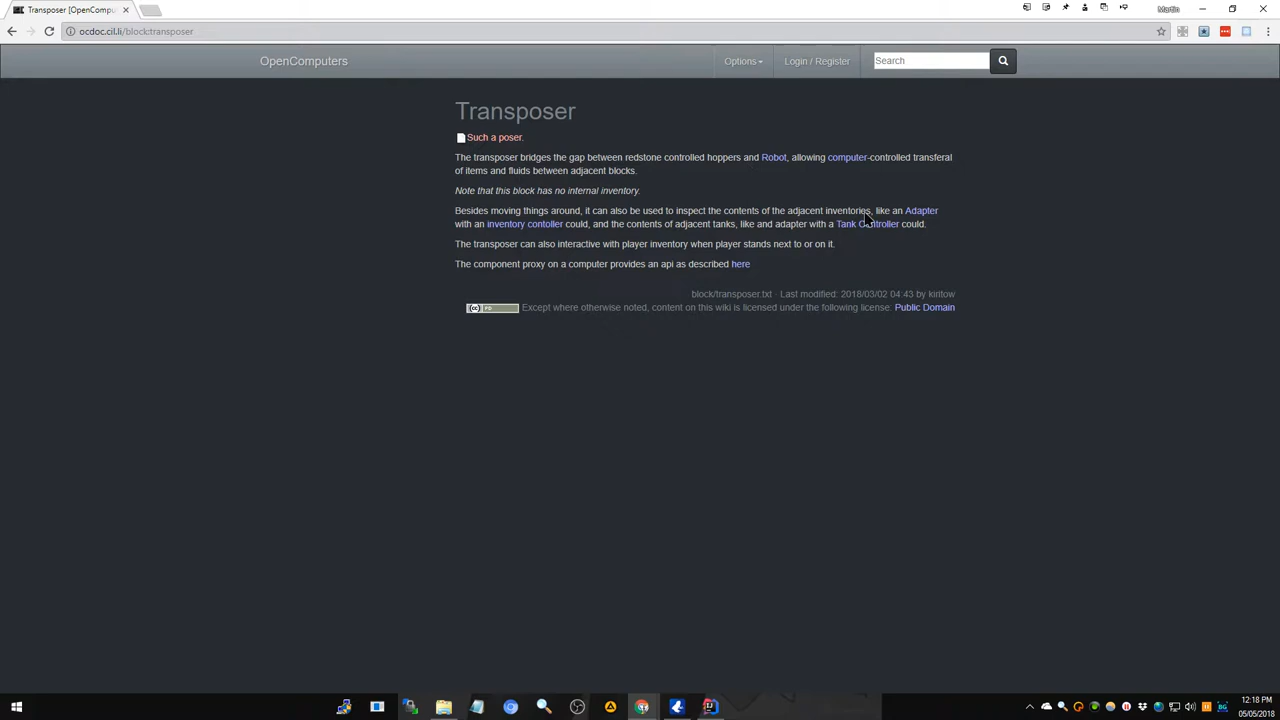 Transposer [OpenCompu
Martin
ocdoc.cil.li/block:transposer
OpenComputers
Options
Login / Register
Search
Transposer
Such a poser.
The transposer bridges the gap between redstone controlled hoppers and Robot, allowing computer-controlled transferal
of items and fluids between adjacent blocks.
Note that this block has no internal inventory.
Besides moving things around, it can also be used to inspect the contents of the adjacent inventories, like an Adapter
with an inventory contoller could, and the contents of adjacent tanks, like and adapter with a Tank Controller could.
The transposer can also interactive with player inventory when player stands next to or on it.
The component proxy on a computer provides an api as described here
block/transposer.txt · Last modified: 2018/03/02 04:43 by kiritow
Except where otherwise noted, content on this wiki is licensed under the following license: Public Domain
12:18 PM
05/05/2018